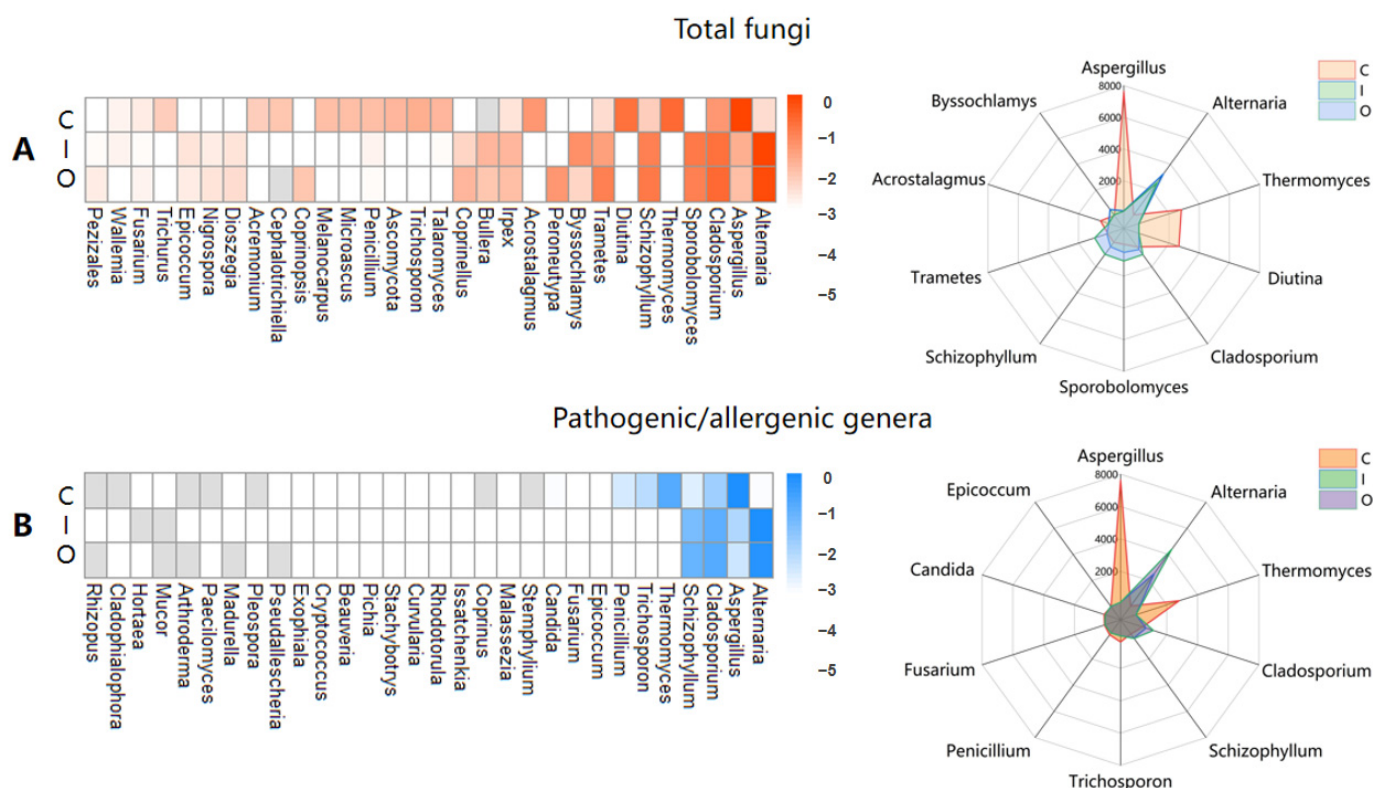 Total fungi
A
C
I
O
Pezizales
Wallemia
Fusarium
Trichurus
Epicoccum
Nigrospora
Dioszegia
Acremonium
Cephalotrichiella
Coprinopsis
Melanocarpus
Microascus
Penicillium
Ascomycota
Trichosporon
Talaromyces
Coprinellus
Bullera
Irpex
Acrostalagmus
Peroneutypa
Byssochlamys
Trametes
Diutina
Schizophyllum
Thermomyces
Sporobolomyces
Cladosporium
Aspergillus
Alternaria
0
−1
−2
−3
−4
−5
Aspergillus
Alternaria
Thermomyces
Diutina
Cladosporium
Sporobolomyces
Schizophyllum
Trametes
Acrostalagmus
Byssochlamys
8000
6000
4000
2000
C
I
O
Pathogenic/allergenic genera
B
C
I
O
Rhizopus
Cladophialophora
Hortaea
Mucor
Arthroderma
Paecilomyces
Madurella
Pleospora
Pseudallescheria
Exophiala
Cryptococcus
Beauveria
Pichia
Stachybotrys
Curvularia
Rhodotorula
Issatchenkia
Coprinus
Malassezia
Stemphylium
Candida
Fusarium
Epicoccum
Penicillium
Trichosporon
Thermomyces
Schizophyllum
Cladosporium
Aspergillus
Alternaria
0
−1
−2
−3
−4
−5
Aspergillus
Alternaria
Thermomyces
Cladosporium
Schizophyllum
Trichosporon
Penicillium
Fusarium
Candida
Epicoccum
8000
6000
4000
2000
C
I
O